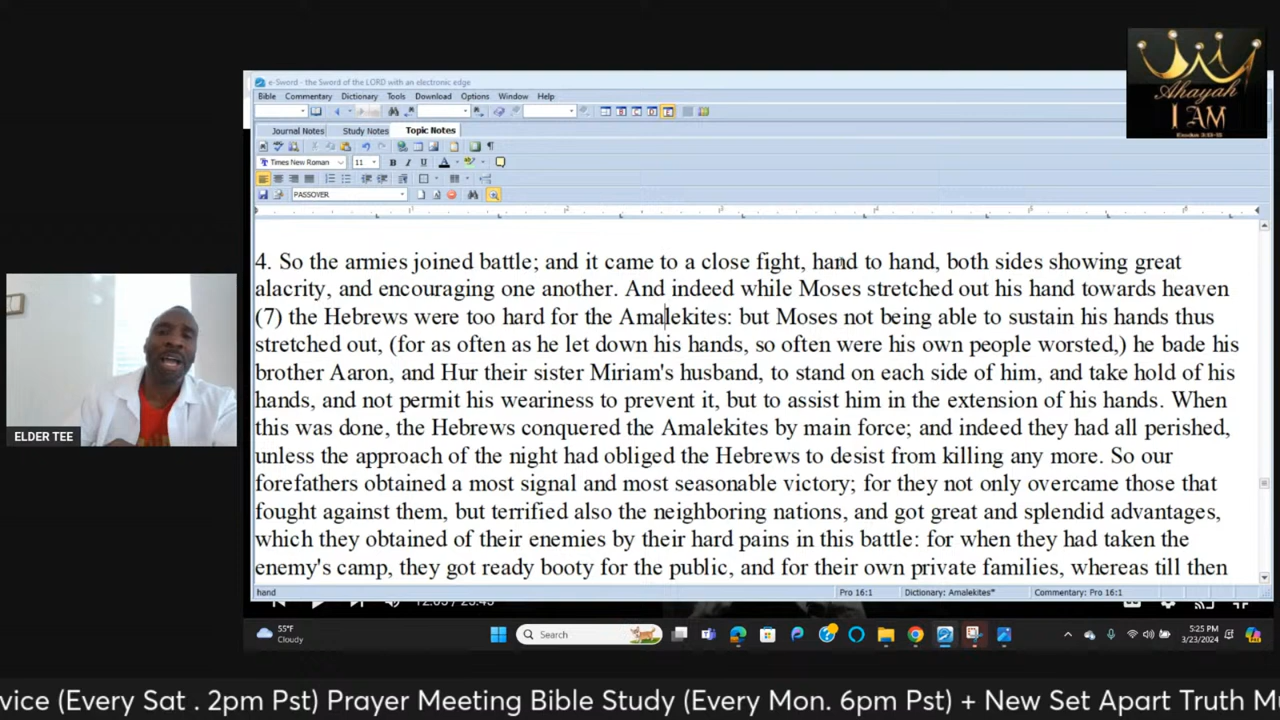 e-Sword - the Sword of the LORD with an electronic edge
Bible Commentary Dictionary Tools Download Options Window Help
Journal Notes Study Notes Topic Notes
Times New Roman 11 B I U A
PASSOVER
4. So the armies joined battle; and it came to a close fight, hand to hand, both sides showing great
alacrity, and encouraging one another. And indeed while Moses stretched out his hand towards heaven
(7) the Hebrews were too hard for the Amalekites: but Moses not being able to sustain his hands thus
stretched out, (for as often as he let down his hands, so often were his own people worsted,) he bade his
brother Aaron, and Hur their sister Miriam's husband, to stand on each side of him, and take hold of his
hands, and not permit his weariness to prevent it, but to assist him in the extension of his hands. When
this was done, the Hebrews conquered the Amalekites by main force; and indeed they had all perished,
unless the approach of the night had obliged the Hebrews to desist from killing any more. So our
forefathers obtained a most signal and most seasonable victory; for they not only overcame those that
fought against them, but terrified also the neighboring nations, and got great and splendid advantages,
which they obtained of their enemies by their hard pains in this battle: for when they had taken the
enemy's camp, they got ready booty for the public, and for their own private families, whereas till then
hand Pro 16:1 Dictionary: Amalekites* Commentary: Pro 16:1
Ahayah
I AM
Exodus 3:13-15
ELDER TEE
55°F
Cloudy
Search
5:25 PM
3/23/2024
vice (Every Sat . 2pm Pst) Prayer Meeting Bible Study (Every Mon. 6pm Pst) + New Set Apart Truth M